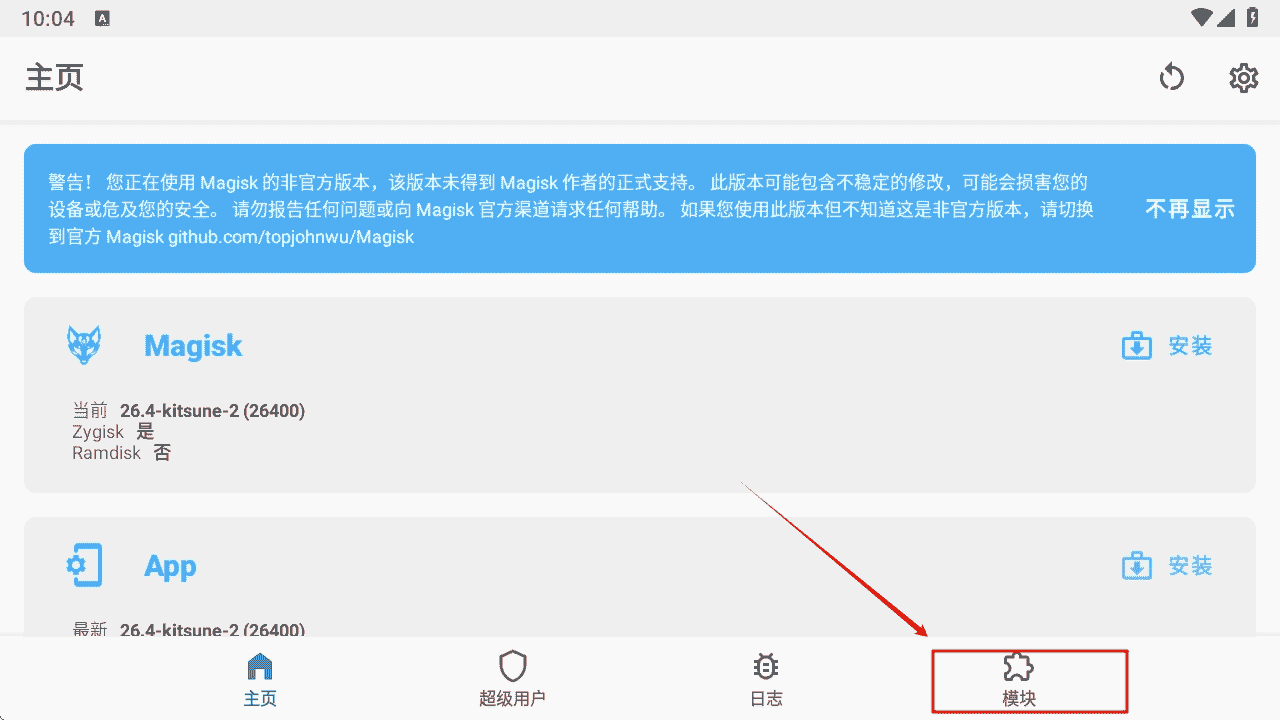 10:04 A
主页
警告! 您正在使用 Magisk 的非官方版本，该版本未得到 Magisk 作者的正式支持。 此版本可能包含不稳定的修改，可能会损害您的
设备或危及您的安全。 请勿报告任何问题或向 Magisk 官方渠道请求任何帮助。 如果您使用此版本但不知道这是非官方版本，请切换
到官方 Magisk github.com/topjohnwu/Magisk
不再显示
Magisk
安装
当前 26.4-kitsune-2 (26400)
Zygisk 是
Ramdisk 否
App
安装
最新 26.4-kitsune-2 (26400)
主页
超级用户
日志
模块